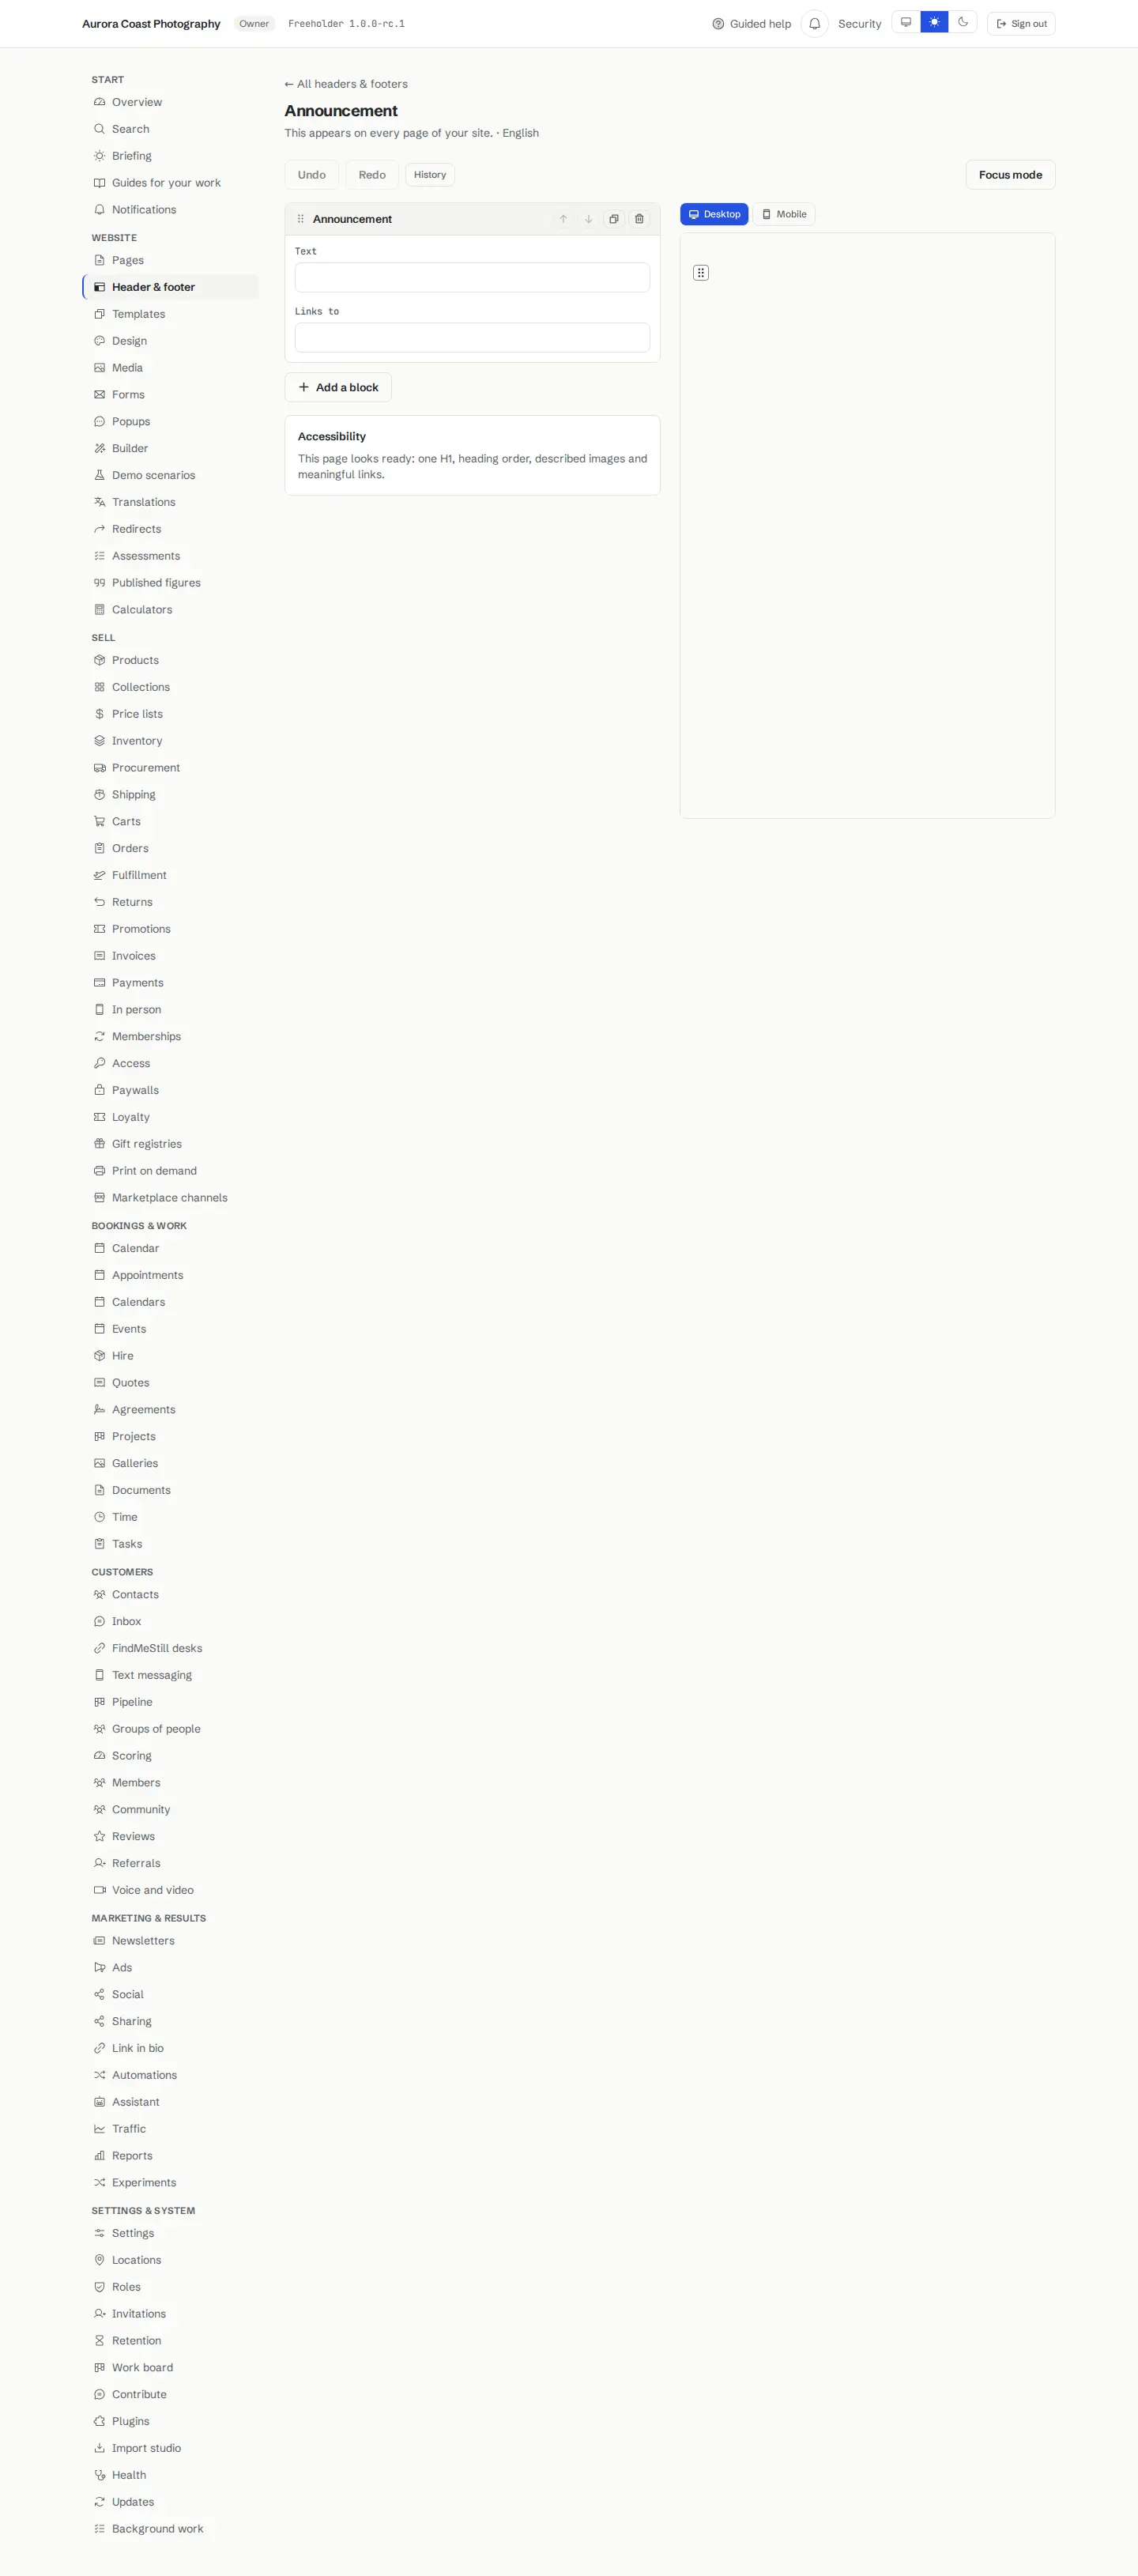 Aurora Coast Photography
Owner
Freeholder 1.0.0-rc.1
Guided help
Security
Sign out
START
Overview
Search
Briefing
Guides for your work
Notifications
WEBSITE
Pages
Header & footer
Templates
Design
Media
Forms
Popups
Builder
Demo scenarios
Translations
Redirects
Assessments
Published figures
Calculators
SELL
Products
Collections
Price lists
Inventory
Procurement
Shipping
Carts
Orders
Fulfillment
Returns
Promotions
Invoices
Payments
In person
Memberships
Access
Paywalls
Loyalty
Gift registries
Print on demand
Marketplace channels
BOOKINGS & WORK
Calendar
Appointments
Calendars
Events
Hire
Quotes
Agreements
Projects
Galleries
Documents
Time
Tasks
CUSTOMERS
Contacts
Inbox
FindMeStill desks
Text messaging
Pipeline
Groups of people
Scoring
Members
Community
Reviews
Referrals
Voice and video
MARKETING & RESULTS
Newsletters
Ads
Social
Sharing
Link in bio
Automations
Assistant
Traffic
Reports
Experiments
SETTINGS & SYSTEM
Settings
Locations
Roles
Invitations
Retention
Work board
Contribute
Plugins
Import studio
Health
Updates
Background work
← All headers & footers
Announcement
This appears on every page of your site. · English
Undo
Redo
History
Focus mode
Announcement
Text
Links to
+ Add a block
Accessibility
This page looks ready: one H1, heading order, described images and
meaningful links.
Desktop
Mobile